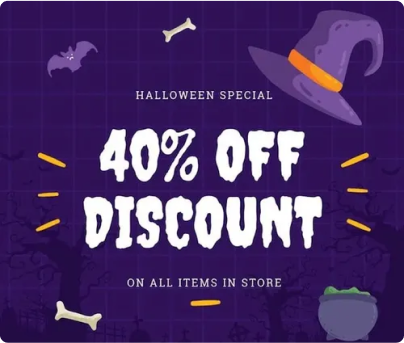 HALLOWEEN SPECIAL
40% OFF
DISCOUNT
ON ALL ITEMS IN STORE